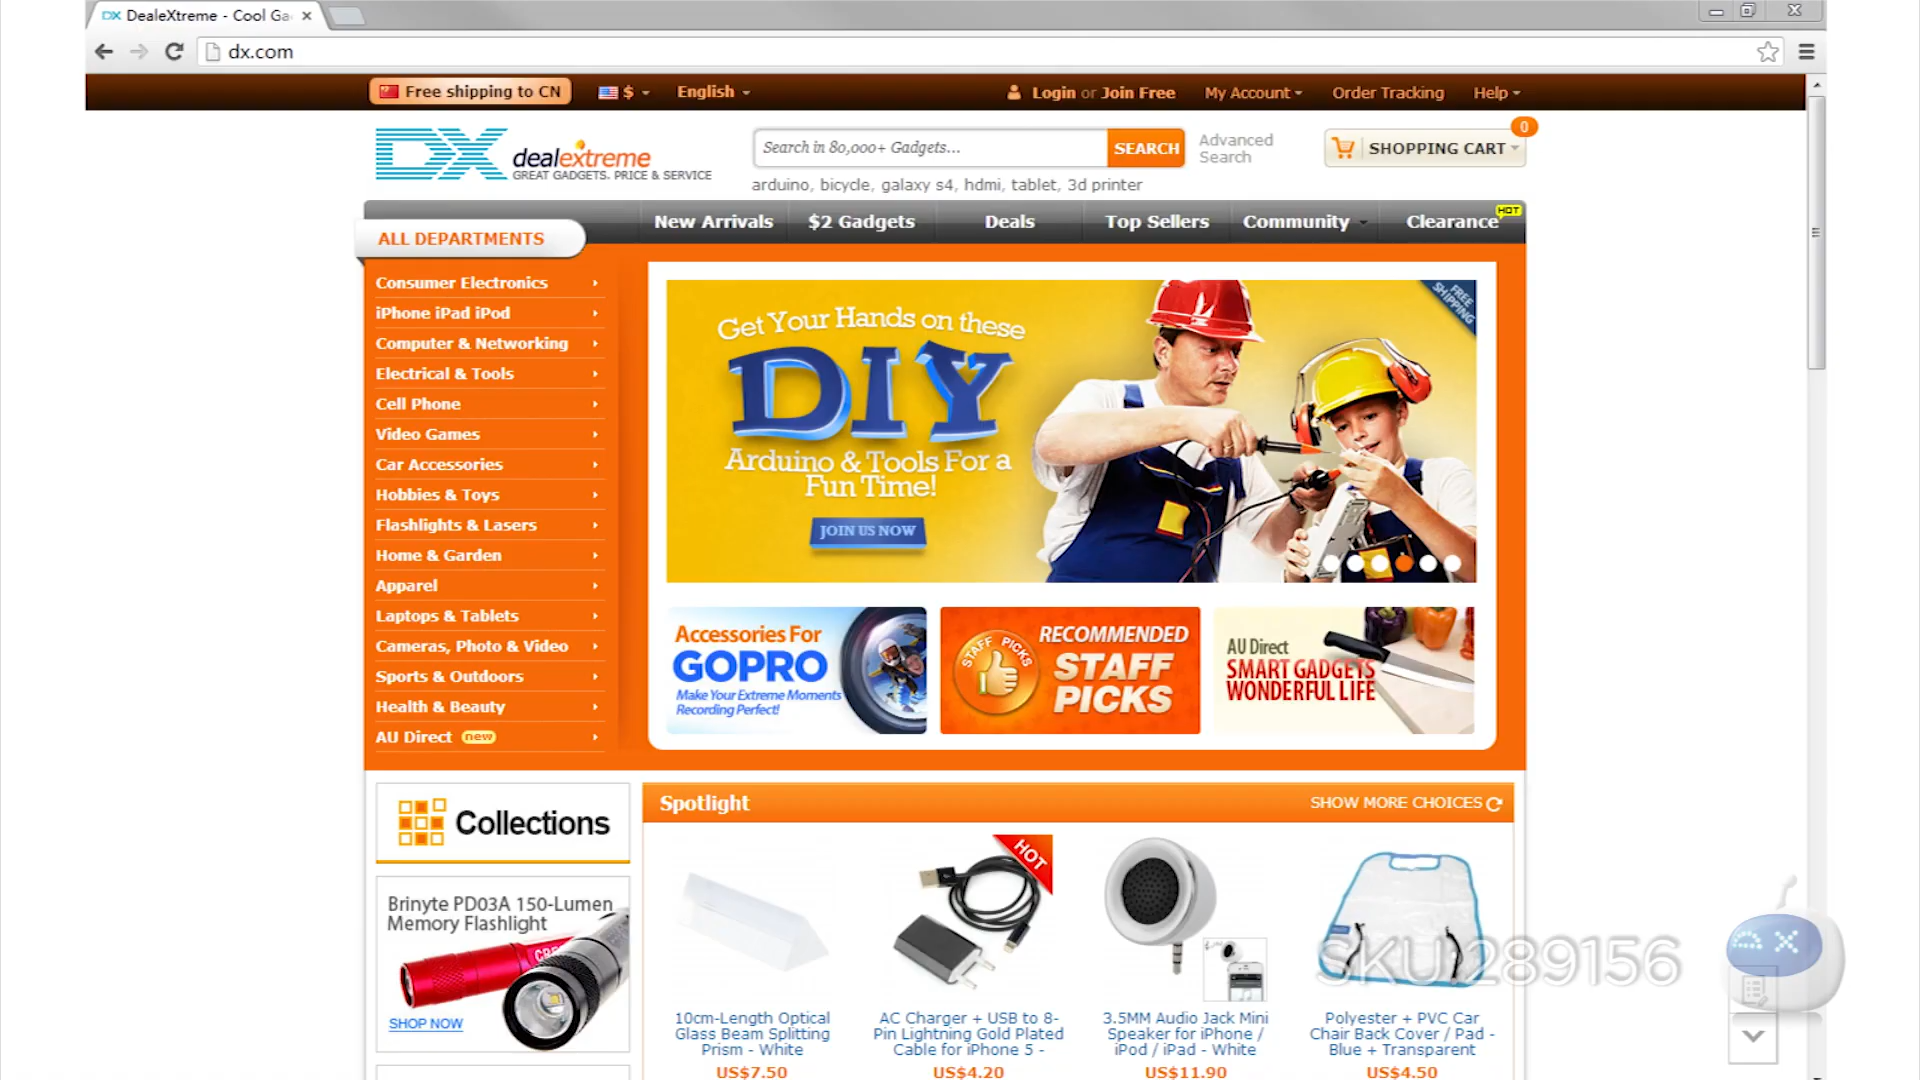 DX DealeXtreme - Cool Ga
dx.com
Free shipping to CN
$
English
Login or Join Free
My Account
Order Tracking
Help
DX dealextreme
GREAT GADGETS, PRICE & SERVICE
Search in 80,000+ Gadgets...
SEARCH
Advanced
Search
0
SHOPPING CART
arduino, bicycle, galaxy s4, hdmi, tablet, 3d printer
New Arrivals
$2 Gadgets
Deals
Top Sellers
Community
Clearance
HOT
ALL DEPARTMENTS
Consumer Electronics
iPhone iPad iPod
Computer & Networking
Electrical & Tools
Cell Phone
Video Games
Car Accessories
Hobbies & Toys
Flashlights & Lasers
Home & Garden
Apparel
Laptops & Tablets
Cameras, Photo & Video
Sports & Outdoors
Health & Beauty
AU Direct new
Get Your Hands on these
DIY
Arduino & Tools For a
Fun Time!
JOIN US NOW
FREE
SHIPPING
Accessories For
GOPRO
Make Your Extreme Moments
Recording Perfect!
STAFF PICKS
RECOMMENDED
STAFF
PICKS
AU Direct
SMART GADGETS
WONDERFUL LIFE
Collections
Brinyte PD03A 150-Lumen
Memory Flashlight
SHOP NOW
Spotlight
SHOW MORE CHOICES
HOT
10cm-Length Optical
Glass Beam Splitting
Prism - White
US$7.50
AC Charger + USB to 8-
Pin Lightning Gold Plated
Cable for iPhone 5 -
US$4.20
3.5MM Audio Jack Mini
Speaker for iPhone /
iPod / iPad - White
US$11.90
Polyester + PVC Car
Chair Back Cover / Pad -
Blue + Transparent
US$4.50
SKU:289156